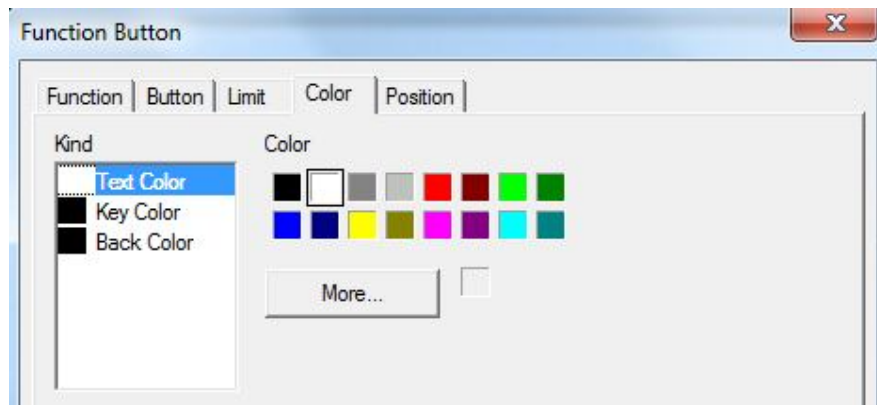 Function Button
Function Button Limit Color Position
Kind Color
Text Color
Key Color
Back Color
More...